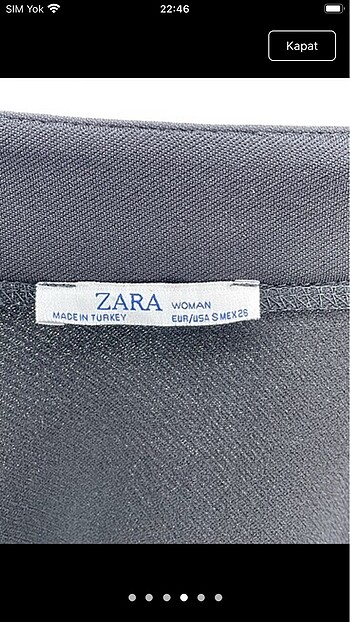 SIM Yok 22:46
Kapat
ZARA WOMAN
MADE IN TURKEY EUR/USA S MEX 26